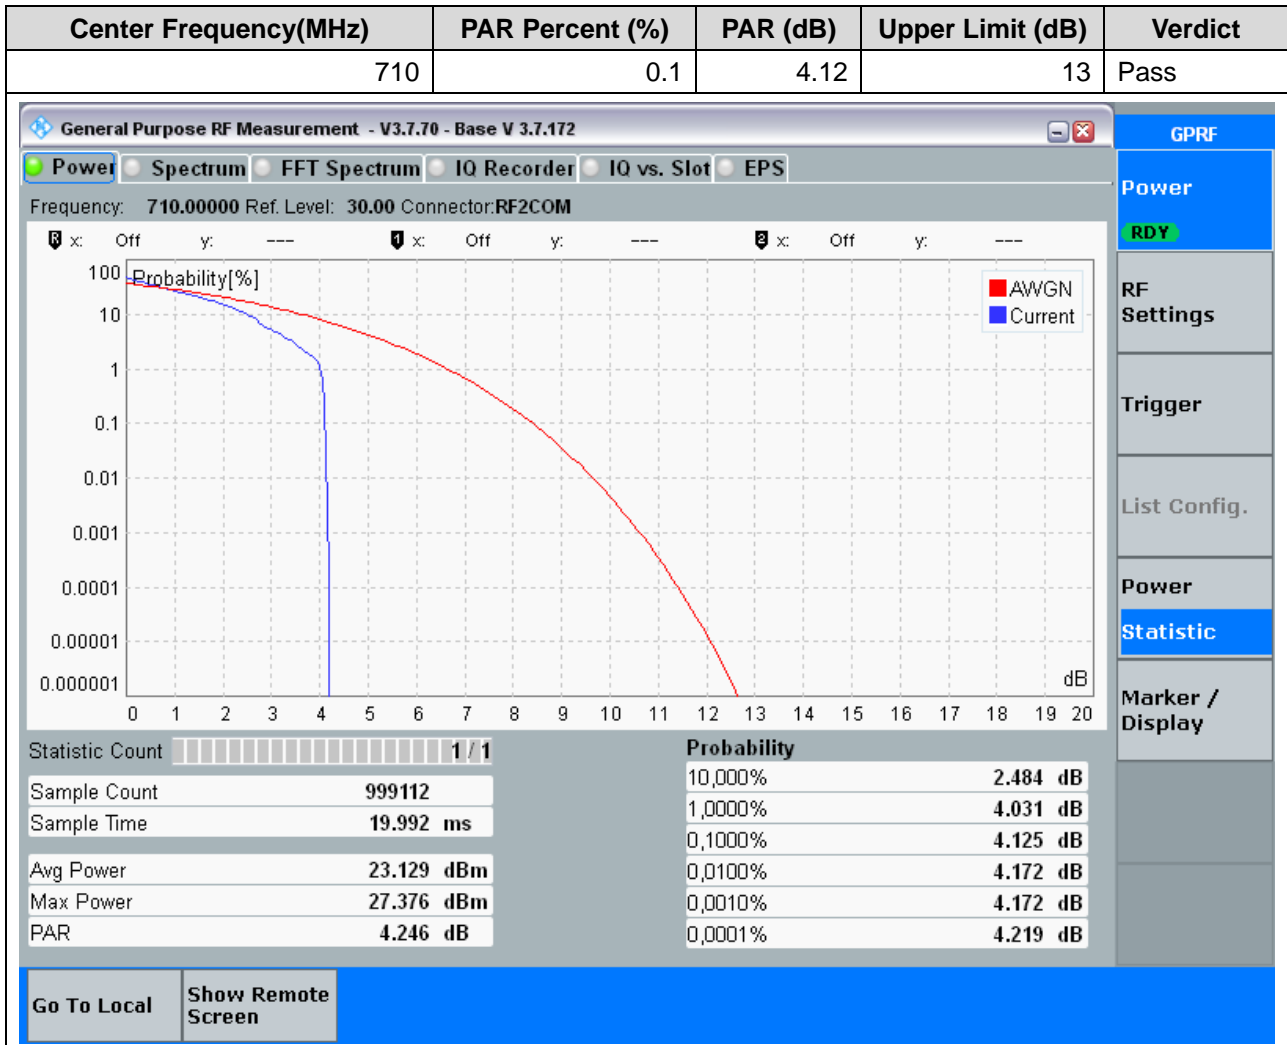 Center Frequency(MHz) PAR Percent (%) PAR (dB) Upper Limit (dB) Verdict
710 0.1 4.12 13 Pass
General Purpose RF Measurement - V3.7.70 - Base V 3.7.172
GPRF
Power Spectrum FFT Spectrum IQ Recorder IQ vs. Slot EPS
Power
RDY
Frequency: 710.00000 Ref. Level: 30.00 Connector:RF2COM
R x: Off y: --- 1 x: Off y: --- 2 x: Off y: ---
Probability[%]
AWGN
Current
100
10
1
0.1
0.01
0.001
0.0001
0.00001
0.000001
dB
0 1 2 3 4 5 6 7 8 9 10 11 12 13 14 15 16 17 18 19 20
RF
Settings
Trigger
List Config.
Power
Statistic
Marker /
Display
Statistic Count 1 / 1
Sample Count 999112
Sample Time 19.992 ms
Avg Power 23.129 dBm
Max Power 27.376 dBm
PAR 4.246 dB
Probability
10,000% 2.484 dB
1,0000% 4.031 dB
0,1000% 4.125 dB
0,0100% 4.172 dB
0,0010% 4.172 dB
0,0001% 4.219 dB
Go To Local
Show Remote
Screen